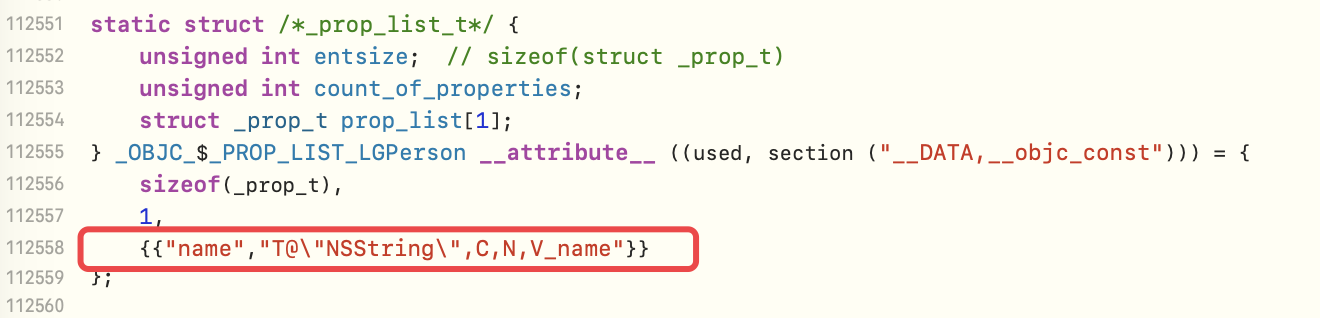 112551 static struct /*_prop_list_t*/ {
112552     unsigned int entsize;  // sizeof(struct _prop_t)
112553     unsigned int count_of_properties;
112554     struct _prop_t prop_list[1];
112555 } _OBJC_$_PROP_LIST_LGPerson __attribute__ ((used, section ("__DATA,__objc_const"))) = {
112556     sizeof(_prop_t),
112557     1,
112558     {{"name","T@\"NSString\",C,N,V_name"}}
112559 };
112560